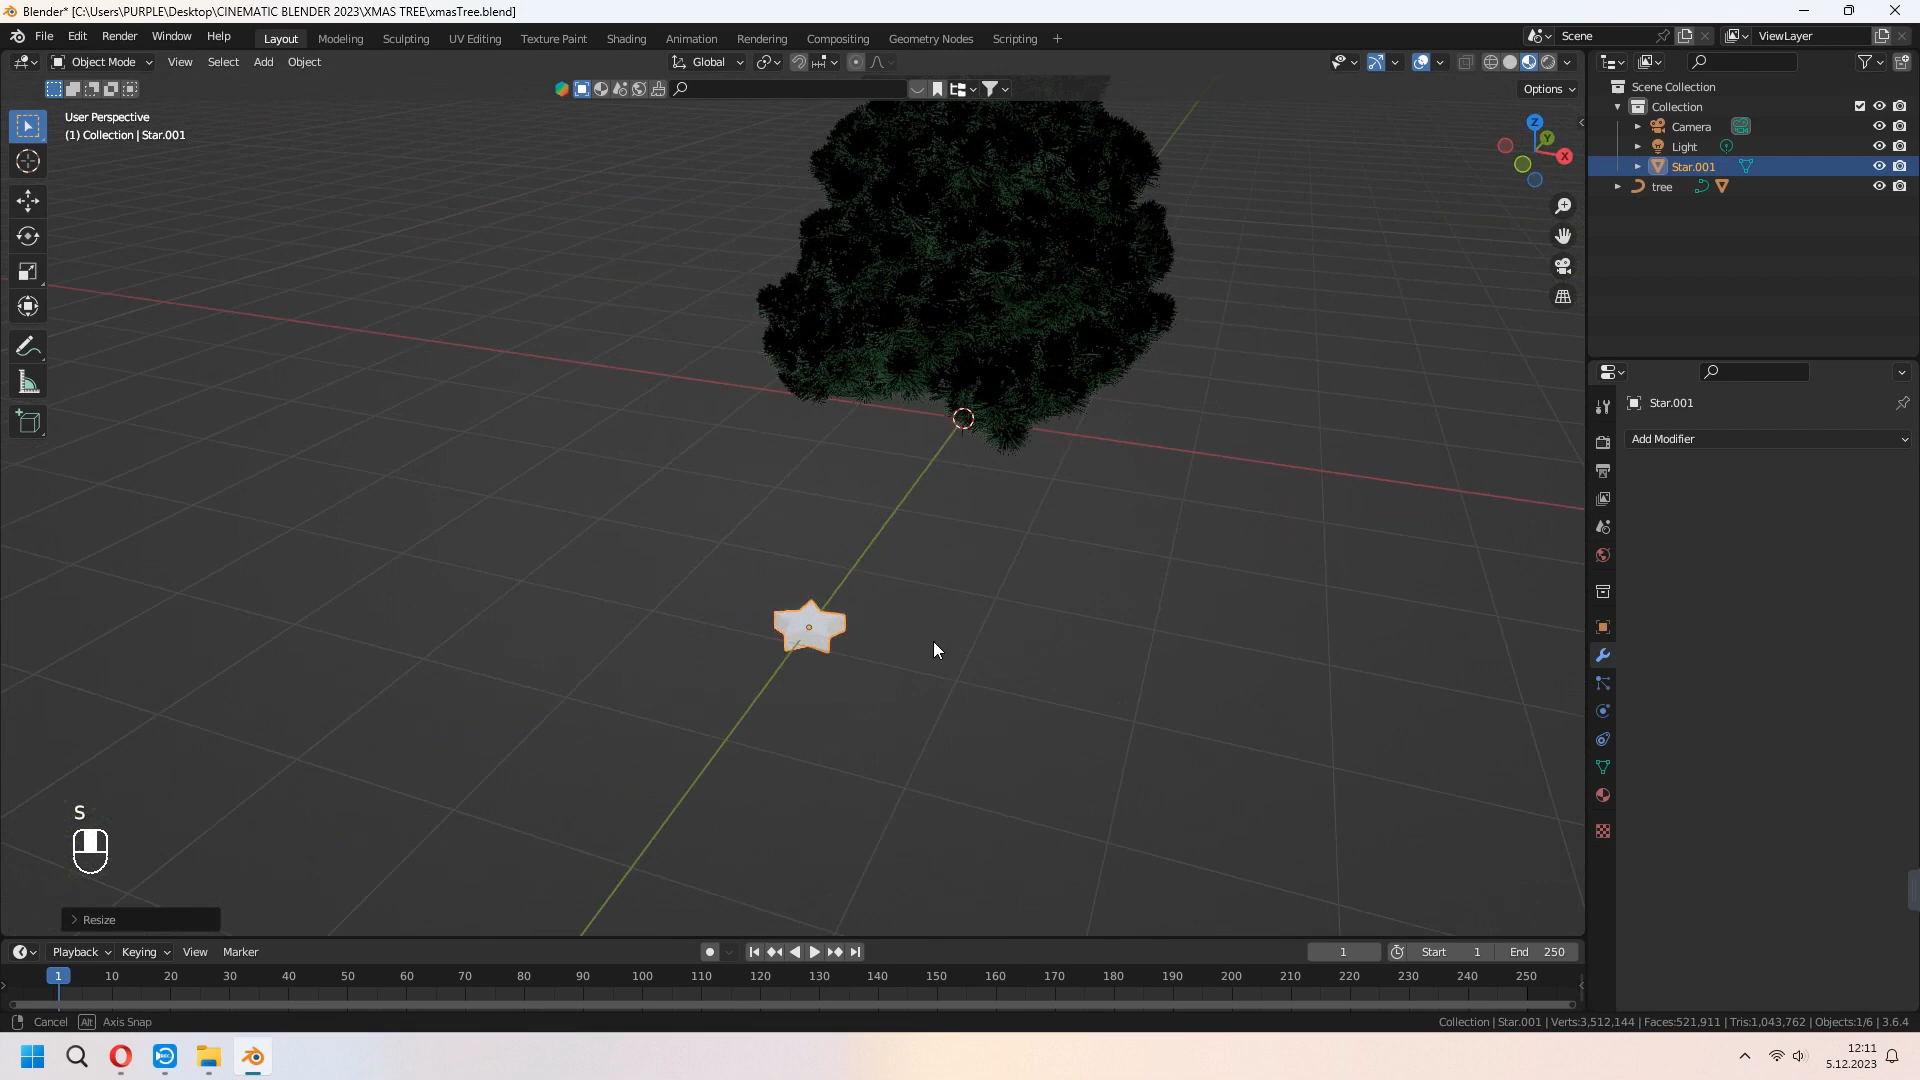 Blender* [C:\Users\PURPLE\Desktop\CINEMATIC BLENDER 2023\XMAS TREE\xmasTree.blend]
File Edit Render Window Help Layout Modeling Sculpting UV Editing Texture Paint Shading Animation Rendering Compositing Geometry Nodes Scripting + Scene ViewLayer
Object Mode View Select Add Object Global
Options
User Perspective
(1) Collection | Star.001
Z
Y
X
Scene Collection
Collection
Camera
Light
Star.001
tree
Star.001
Add Modifier
S
Resize
Playback Keying View Marker 1 Start 1 End 250
1 10 20 30 40 50 60 70 80 90 100 110 120 130 140 150 160 170 180 190 200 210 220 230 240 250
Cancel Alt Axis Snap Collection | Star.001 | Verts:3,512,144 | Faces:521,911 | Tris:1,043,762 | Objects:1/6 | 3.6.4
12:11
5.12.2023